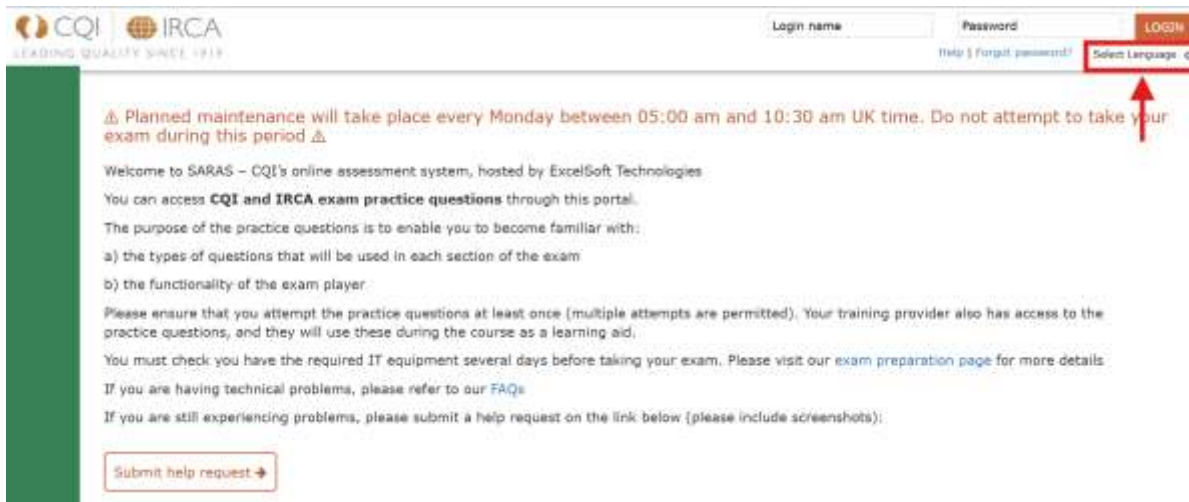 CQI IRCA
LEADING QUALITY SINCE 1919
Login name
Password
LOGIN
Help | Forgot password?
Select Language
⚠ Planned maintenance will take place every Monday between 05:00 am and 10:30 am UK time. Do not attempt to take your
exam during this period ⚠
Welcome to SARAS – CQI's online assessment system, hosted by ExcelSoft Technologies
You can access CQI and IRCA exam practice questions through this portal.
The purpose of the practice questions is to enable you to become familiar with:
a) the types of questions that will be used in each section of the exam
b) the functionality of the exam player
Please ensure that you attempt the practice questions at least once (multiple attempts are permitted). Your training provider also has access to the
practice questions, and they will use these during the course as a learning aid.
You must check you have the required IT equipment several days before taking your exam. Please visit our exam preparation page for more details
If you are having technical problems, please refer to our FAQs
If you are still experiencing problems, please submit a help request on the link below (please include screenshots):
Submit help request →